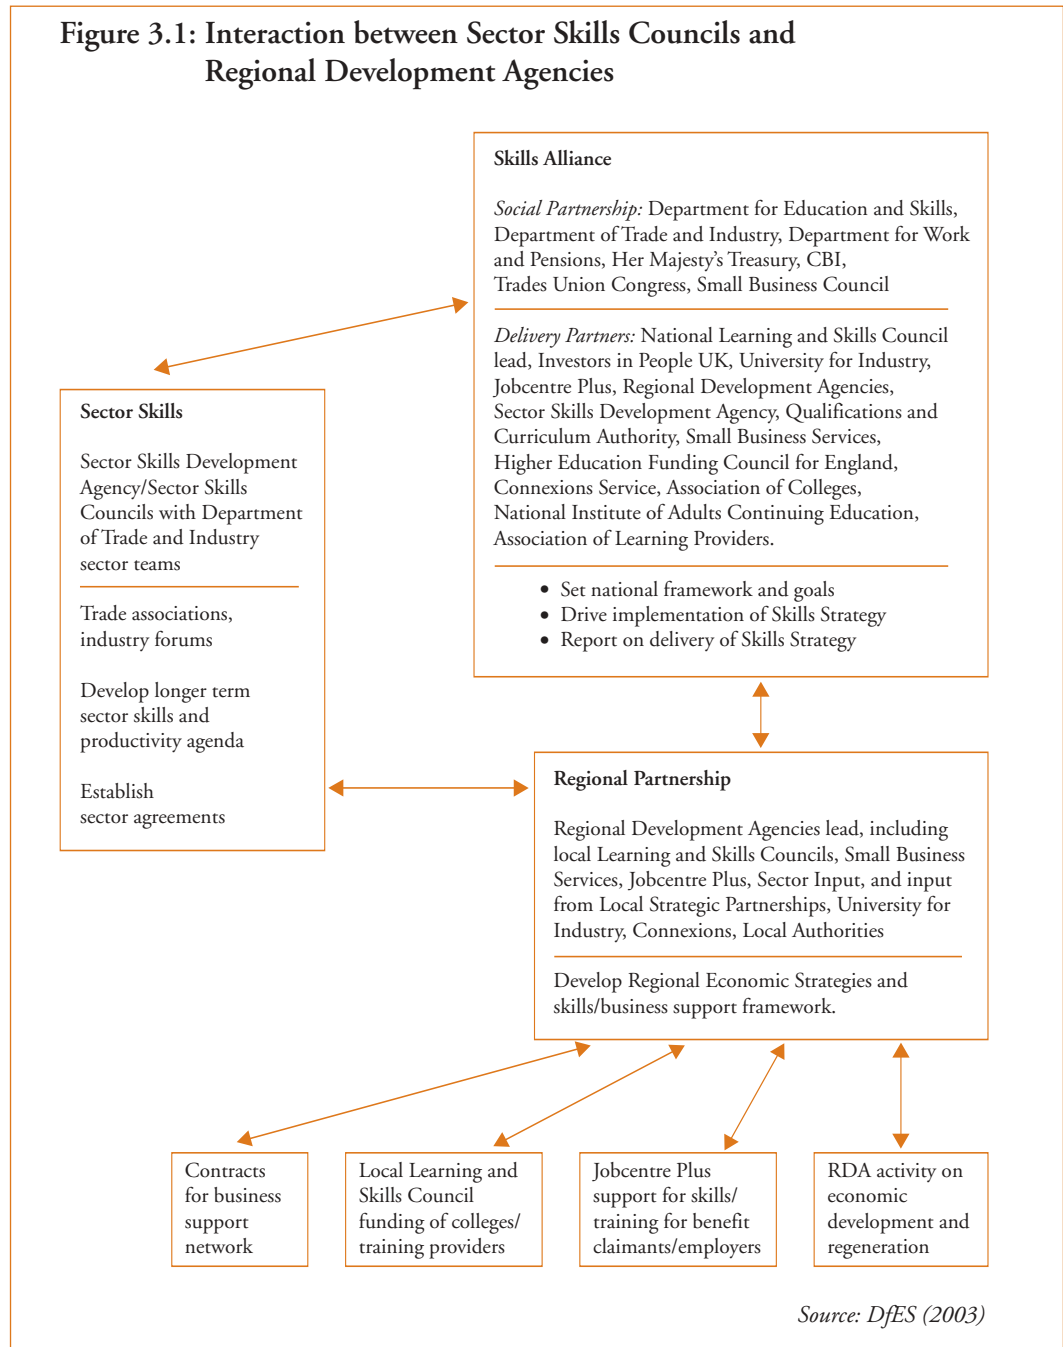 Figure 3.1: Interaction between Sector Skills Councils and
Regional Development Agencies
Skills Alliance
Social Partnership: Department for Education and Skills,
Department of Trade and Industry, Department for Work
and Pensions, Her Majesty’s Treasury, CBI,
Trades Union Congress, Small Business Council
Delivery Partners: National Learning and Skills Council
lead, Investors in People UK, University for Industry,
Jobcentre Plus, Regional Development Agencies,
Sector Skills Development Agency, Qualifications and
Curriculum Authority, Small Business Services,
Higher Education Funding Council for England,
Connexions Service, Association of Colleges,
National Institute of Adults Continuing Education,
Association of Learning Providers.
• Set national framework and goals
• Drive implementation of Skills Strategy
• Report on delivery of Skills Strategy
Sector Skills
Sector Skills Development
Agency/Sector Skills
Councils with Department
of Trade and Industry
sector teams
Trade associations,
industry forums
Develop longer term
sector skills and
productivity agenda
Establish
sector agreements
Regional Partnership
Regional Development Agencies lead, including
local Learning and Skills Councils, Small Business
Services, Jobcentre Plus, Sector Input, and input
from Local Strategic Partnerships, University for
Industry, Connexions, Local Authorities
Develop Regional Economic Strategies and
skills/business support framework.
Contracts
for business
support
network
Local Learning and
Skills Council
funding of colleges/
training providers
Jobcentre Plus
support for skills/
training for benefit
claimants/employers
RDA activity on
economic
development and
regeneration
Source: DfES (2003)